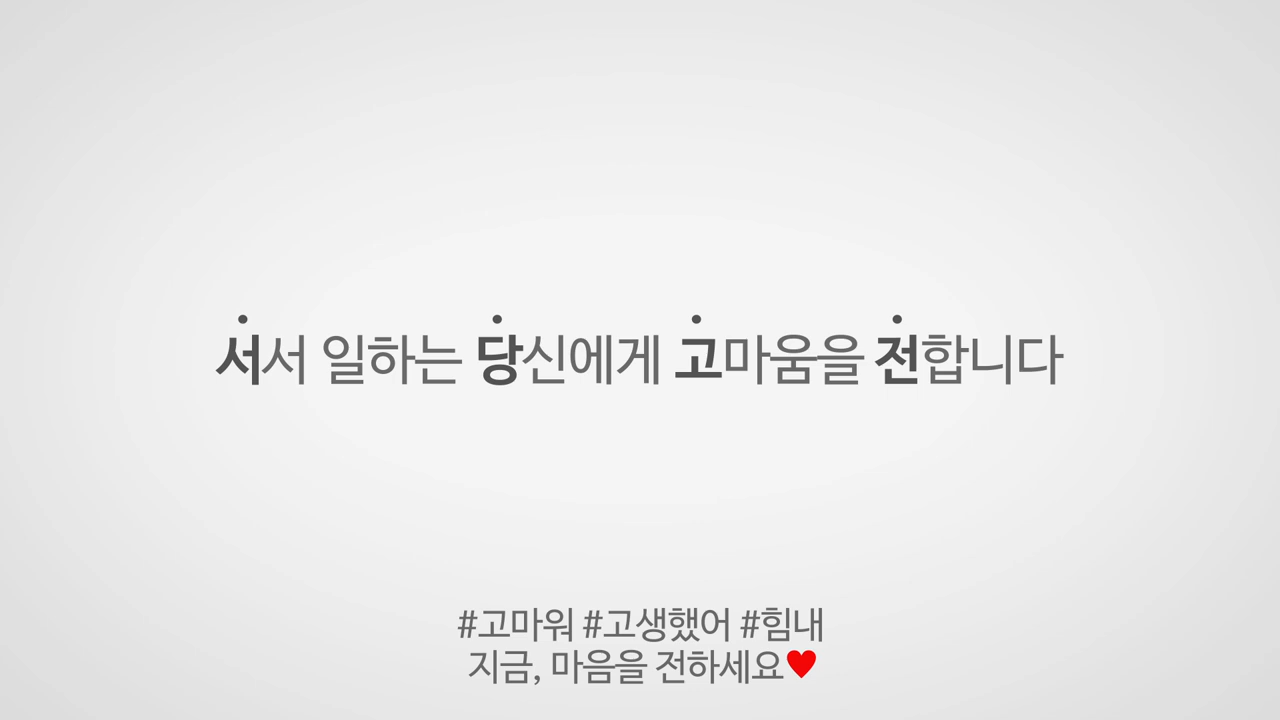 서서 일하는 당신에게 고마움을 전합니다
#고마워 #고생했어 #힘내
지금, 마음을 전하세요♥